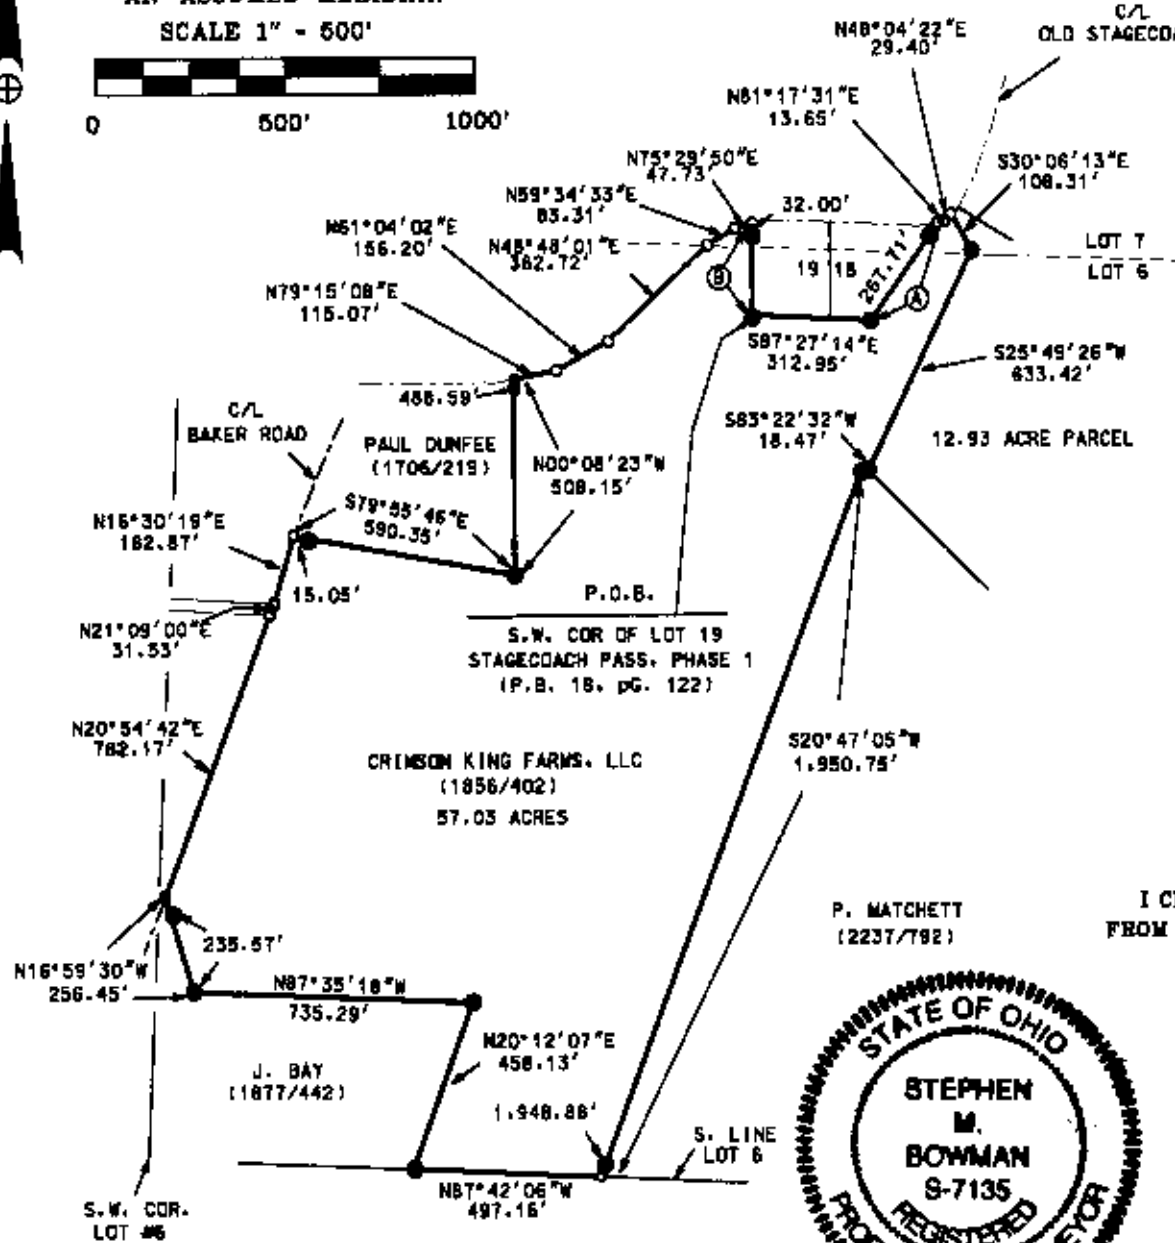 SCALE 1" - 500'
0 500' 1000'
C/L
N48°04'22"E
29.40'
N81°17'31"E
13.65'
S30°06'13"E
108.31'
N75°29'50"E
47.73'
32.00'
N59°34'33"E
83.31'
N61°04'02"E
156.20'
N48°48'01"E
362.72'
N79°15'08"E
115.07'
LOT 7
LOT 6
19 18
267.71'
A
B
S87°27'14"E
312.95'
S25°49'26"W
633.42'
S83°22'32"W
18.47'
12.93 ACRE PARCEL
488.59'
C/L
BAKER ROAD
PAUL DUNFEE
(1706/219)
N00°08'23"W
508.15'
N16°30'19"E
182.87'
S79°55'46"E
590.35'
15.05'
N21°09'00"E
31.53'
P.O.B.
S.W. COR OF LOT 19
STAGECOACH PASS. PHASE 1
(P.B. 18. pG. 122)
N20°54'42"E
782.17'
S20°47'05"W
1.950.75'
CRIMSON KING FARMS. LLC
(1856/402)
57.03 ACRES
P. MATCHETT
(2237/792)
FROM
235.57'
N16°59'30"W
256.45'
N87°35'18"W
735.29'
N20°12'07"E
458.13'
J. BAY
(1877/442)
1.948.88'
S. LINE
LOT 6
N87°42'06"W
497.16'
S.W. COR.
LOT #6
STATE OF OHIO
STEPHEN
M.
BOWMAN
S-7135
REGISTERED